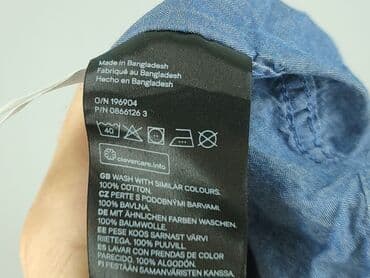 Made in Bangladesh
Fabriqué au Bangladesh
Hecho en Bangladesh
O/N 196904
P/N 0866126 3
40
clevercare.info
GB WASH WITH SIMILAR COLOURS.
100% COTTON.
CZ PERTE S PODOBNÝMI BARVAMI.
100% BAVLNA.
DE MIT ÄHNLICHEN FARBEN WASCHEN.
100% BAUMWOLLE.
EE PESE KOOS SARNAST VÄRVI
RIETEGA. 100% PUUVILL.
ES LAVAR CON PRENDAS DE COLOR
PARECIDO. 100% ALGODÓN.
FI PESTÄÄN SAMANVÄRISTEN KANSSA.